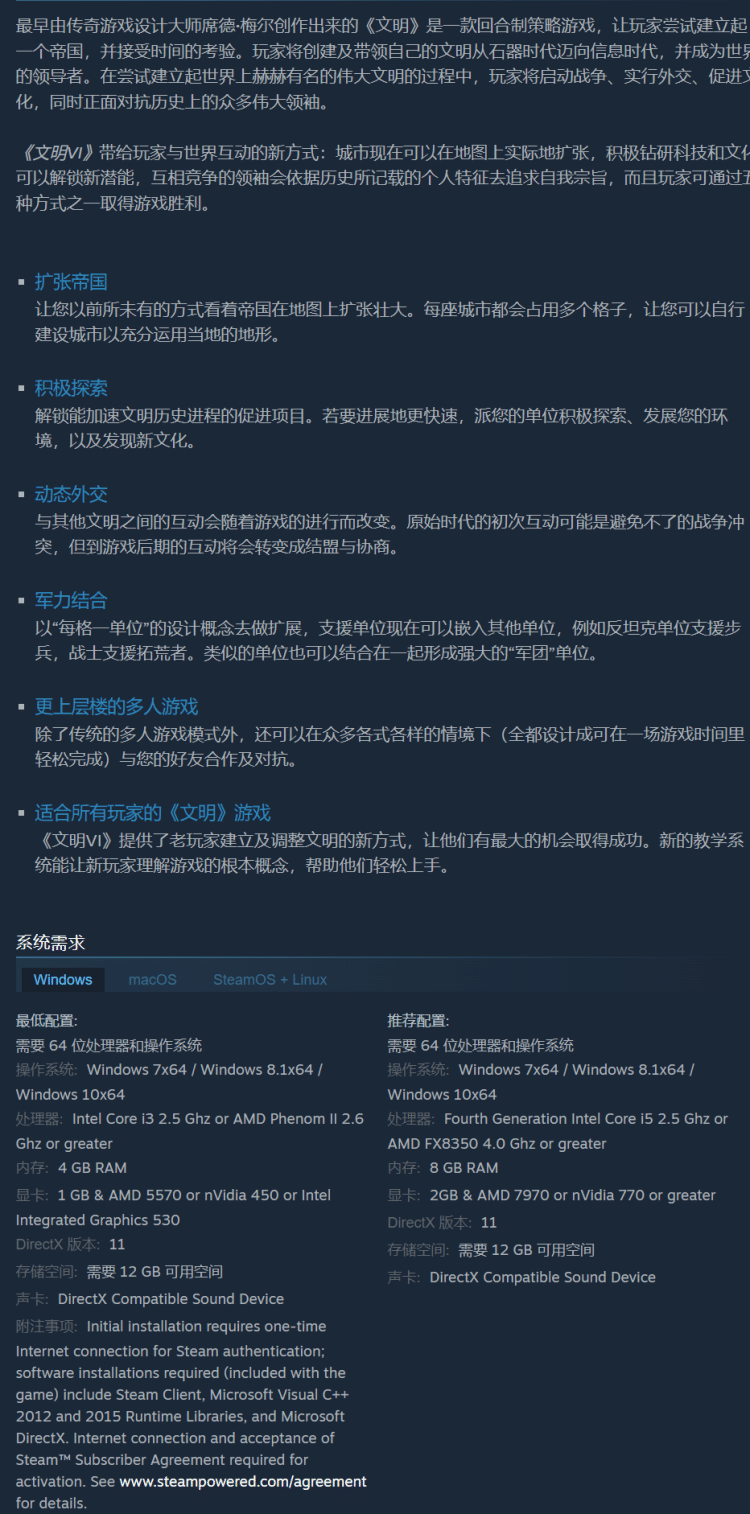 最早由传奇游戏设计大师席德·梅尔创作出来的《文明》是一款回合制策略游戏，让玩家尝试建立起
一个帝国，并接受时间的考验。玩家将创建及带领自己的文明从石器时代迈向信息时代，并成为世界
的领导者。在尝试建立起世界上赫赫有名的伟大文明的过程中，玩家将启动战争、实行外交、促进文
化，同时正面对抗历史上的众多伟大领袖。
《文明VI》带给玩家与世界互动的新方式：城市现在可以在地图上实际地扩张，积极钻研科技和文化
可以解锁新潜能，互相竞争的领袖会依据历史所记载的个人特征去追求自我宗旨，而且玩家可通过五
种方式之一取得游戏胜利。
▪ 扩张帝国
让您以前所未有的方式看着帝国在地图上扩张壮大。每座城市都会占用多个格子，让您可以自行
建设城市以充分运用当地的地形。
▪ 积极探索
解锁能加速文明历史进程的促进项目。若要进展地更快速，派您的单位积极探索、发展您的环
境，以及发现新文化。
▪ 动态外交
与其他文明之间的互动会随着游戏的进行而改变。原始时代的初次互动可能是避免不了的战争冲
突，但到游戏后期的互动将会转变成结盟与协商。
▪ 军力结合
以“每格一单位”的设计概念去做扩展，支援单位现在可以嵌入其他单位，例如反坦克单位支援步
兵，战士支援拓荒者。类似的单位也可以结合在一起形成强大的“军团”单位。
▪ 更上层楼的多人游戏
除了传统的多人游戏模式外，还可以在众多各式各样的情境下（全都设计成可在一场游戏时间里
轻松完成）与您的好友合作及对抗。
▪ 适合所有玩家的《文明》游戏
《文明VI》提供了老玩家建立及调整文明的新方式，让他们有最大的机会取得成功。新的教学系
统能让新玩家理解游戏的根本概念，帮助他们轻松上手。
系统需求
Windows macOS SteamOS + Linux
最低配置:
需要 64 位处理器和操作系统
操作系统: Windows 7x64 / Windows 8.1x64 /
Windows 10x64
处理器: Intel Core i3 2.5 Ghz or AMD Phenom II 2.6
Ghz or greater
内存: 4 GB RAM
显卡: 1 GB & AMD 5570 or nVidia 450 or Intel
Integrated Graphics 530
DirectX 版本: 11
存储空间: 需要 12 GB 可用空间
声卡: DirectX Compatible Sound Device
附注事项: Initial installation requires one-time
Internet connection for Steam authentication;
software installations required (included with the
game) include Steam Client, Microsoft Visual C++
2012 and 2015 Runtime Libraries, and Microsoft
DirectX. Internet connection and acceptance of
Steam™ Subscriber Agreement required for
activation. See www.steampowered.com/agreement
for details.
推荐配置:
需要 64 位处理器和操作系统
操作系统: Windows 7x64 / Windows 8.1x64 /
Windows 10x64
处理器: Fourth Generation Intel Core i5 2.5 Ghz or
AMD FX8350 4.0 Ghz or greater
内存: 8 GB RAM
显卡: 2GB & AMD 7970 or nVidia 770 or greater
DirectX 版本: 11
存储空间: 需要 12 GB 可用空间
声卡: DirectX Compatible Sound Device